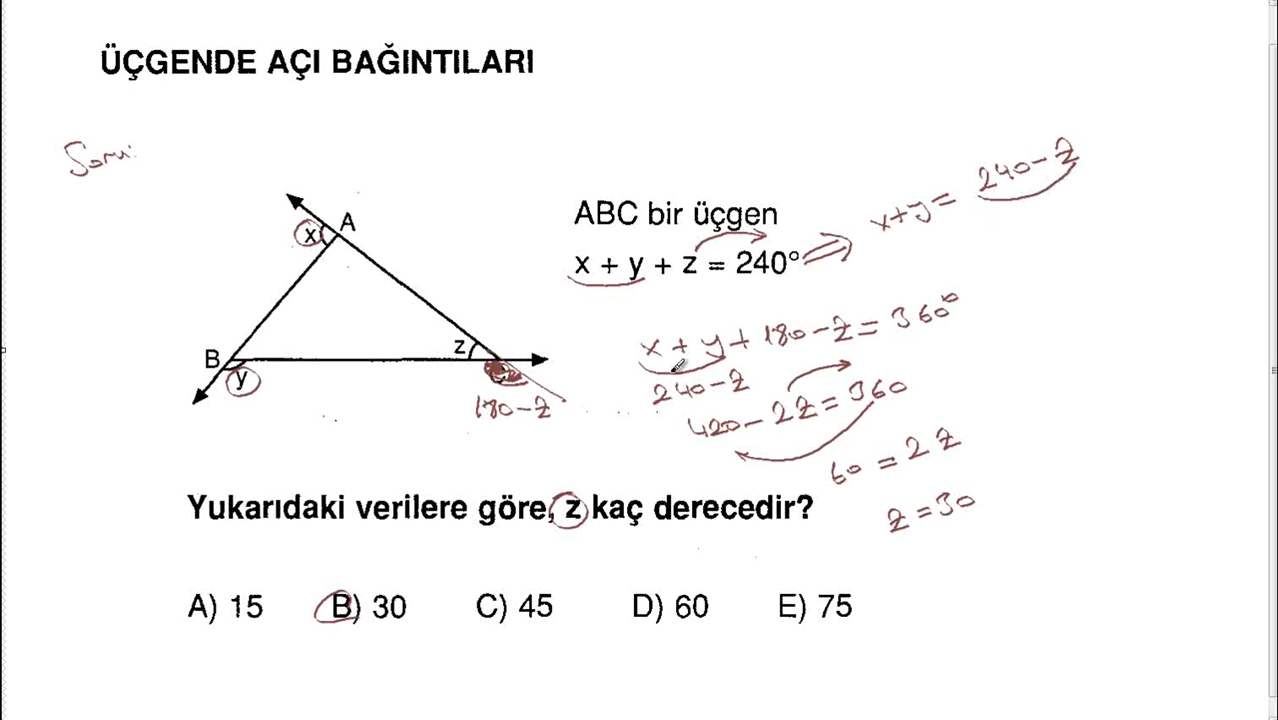 ÜÇGENDE AÇI BAĞINTILARI
Soru:
x
A
B
y
z
180-z
ABC bir üçgen
x + y + z = 240°
x+y= 240-z
x + y + 180-z = 360°
240-z
420-2z=360
60 = 2z
z=30
Yukarıdaki verilere göre, z kaç derecedir?
A) 15 B) 30 C) 45 D) 60 E) 75